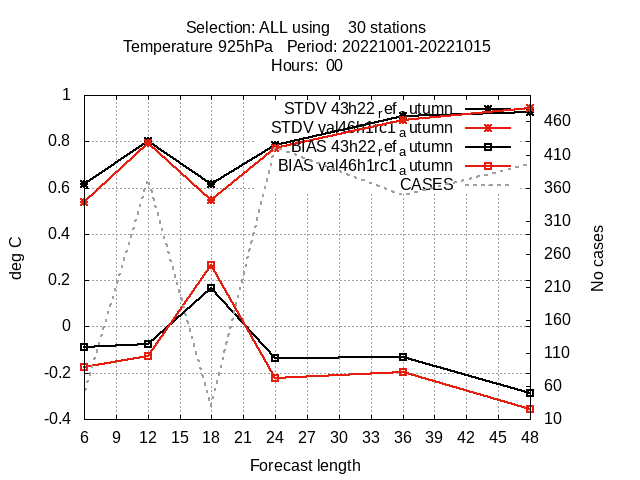 Selection: ALL using 30 stations
Temperature 925hPa Period: 20221001-20221015
Hours: 00
STDV 43h22_ref_autumn
STDV val46h1rc1_autumn
BIAS 43h22_ref_autumn
BIAS val46h1rc1_autumn
CASES
deg C
No cases
1
0.8
0.6
0.4
0.2
0
-0.2
-0.4
460
410
360
310
260
210
160
110
60
10
6 9 12 15 18 21 24 27 30 33 36 39 42 45 48
Forecast length